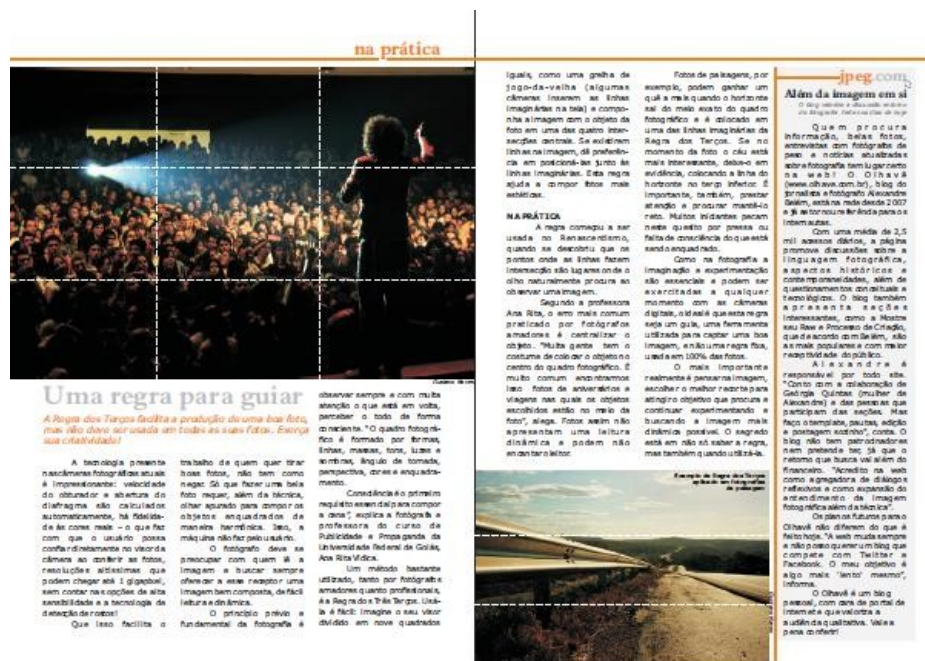 na prática
Uma regra para guiar
A Regra dos Terços facilita a produção de uma boa foto,
mas não deve ser usada em todas as suas fotos. Exerça
sua criatividade!
A tecnologia presente
nas câmeras fotográficas atuais
é impressionante: velocidade
do obturador e abertura do
diafragma são calculados
automaticamente, há fidelida-
de às cores reais – o que faz
com que o usuário possa
confiar diretamente no visor da
câmera ao conferir as fotos,
resoluções altíssimas que
podem chegar até 1 gigapixel,
sem contar nas opções de alta
sensibilidade e a tecnologia de
detecção de rostos!
Que isso facilita o
trabalho de quem quer tirar
boas fotos, não tem como
negar. Só que fazer uma bela
foto requer, além da técnica,
olhar apurado para compor os
objetos enquadrados de
maneira harmônica. Isso, a
máquina não faz pelo usuário.
O fotógrafo deve se
preocupar com quem lê a
imagem e buscar sempre
oferecer a esse receptor uma
imagem bem composta, de fácil
leitura e dinâmica.
O princípio prévio e
fundamental da fotografia é
observar sempre e com muita
atenção o que está em volta,
perceber o todo de forma
consciente. "O quadro fotográ-
fico é formado por formas,
linhas, massas, tons, luzes e
sombras, ângulo de tomada,
perspectiva, cores e enquadra-
mento.
Consciência é o primeiro
requisito essencial para compor
a cena", explica a fotógrafa e
professora do curso de
Publicidade e Propaganda da
Universidade Federal de Goiás,
Ana Rita Vidica.
Um método bastante
utilizado, tanto por fotógrafos
amadores quanto profissionais,
é a Regra dos Três Terços. Usá-
la é fácil: imagine o seu visor
dividido em nove quadrados
iguais, como uma grelha de
jogo-da-velha (algumas
câmeras inserem as linhas
imaginárias na tela) e compo-
nha a imagem com o objeto da
foto em uma das quatro inter-
secções centrais. Se existirem
linhas na imagem, dê preferên-
cia em posicioná-las junto às
linhas imaginárias. Esta regra
ajuda a compor fotos mais
estéticas.
NA PRÁTICA
A regra começou a ser
usada no Renascentismo,
quando se descobriu que os
pontos onde as linhas fazem
intersecção são lugares onde o
olho naturalmente procura ao
observar uma imagem.
Segundo a professora
Ana Rita, o erro mais comum
praticado por fotógrafos
amadores é centralizar o
objeto. "Muita gente tem o
costume de colocar o objeto no
centro do quadro fotográfico. É
muito comum encontrarmos
isso fotos de aniversários e
viagens nas quais os objetos
escolhidos estão no meio da
foto", alega. Fotos assim não
apresentam uma leitura
dinâmica e podem não
encantar o leitor.
Fotos de paisagens, por
exemplo, podem ganhar um
quê a mais quando o horizonte
sai do meio exato do quadro
fotográfico e é colocado em
uma das linhas imaginárias da
Regra dos Terços. Se no
momento da foto o céu está
mais interessante, deixe-o em
evidência, colocando a linha do
horizonte no terço inferior. É
importante, também, prestar
atenção e procurar mantê-lo
reto. Muitos iniciantes pecam
neste quesito por pressa ou
falta de consciência do que está
sendo enquadrado.
Como na fotografia a
imaginação e experimentação
são essenciais e podem ser
exercitadas a qualquer
momento com as câmeras
digitais, o ideal é que esta regra
seja um guia, uma ferramenta
utilizada para captar uma boa
imagem, e não uma regra fixa,
usada em 100% das fotos.
O mais importante
realmente é pensar na imagem,
escolher o melhor recorte para
atingir o objetivo que procura e
continuar experimentando e
buscando a imagem mais
dinâmica possível. O segredo
está em não só saber a regra,
mas também quando utilizá-la.
Exemplo da Regra dos Terços
aplicado em fotografias
de paisagem
jpeg.com
Além da imagem em si
Quem procura
informação, belas fotos,
entrevistas com fotógrafos de
peso e notícias atualizadas
sobre fotografia tem lugar certo
na web! O Olhavê
(www.olhave.com.br), blog do
jornalista e fotógrafo Alexandre
Belém, está na rede desde 2007
e já se tornou referência para os
internautas.
Com uma média de 2,5
mil acessos diários, a página
promove discussões sobre a
linguagem fotográfica,
aspectos históricos e
contemporaneidades, além de
questionamentos conceituais e
tecnológicos. O blog também
apresenta seções
interessantes, como a Mostre
seu Raw e Processo de Criação,
que de acordo com Belém, são
as mais populares e com maior
receptividade do público.
Alexandre é
responsável por todo site.
"Conto com a colaboração de
Geórgia Quintas (mulher de
Alexandre) e das pessoas que
participam das seções. Mas
faço o template, pautas, edição
e postagem sozinho", conta. O
blog não tem patrocinadores
nem pretende ter, já que o
retorno que busca vai além do
financeiro. "Acredito na web
como agregadora de diálogos
reflexivos e como expansão do
entendimento da imagem
fotográfica além da técnica".
Os planos futuros para o
Olhavê não diferem do que é
feito hoje. "A web muda sempre
e não posso querer um blog que
compete com Twitter e
Facebook. O meu objetivo é
algo mais 'lento' mesmo",
informa.
O Olhavê é um blog
pessoal, com cara de portal de
internet e que valoriza a
audiência qualitativa. Vale a
pena conferir!